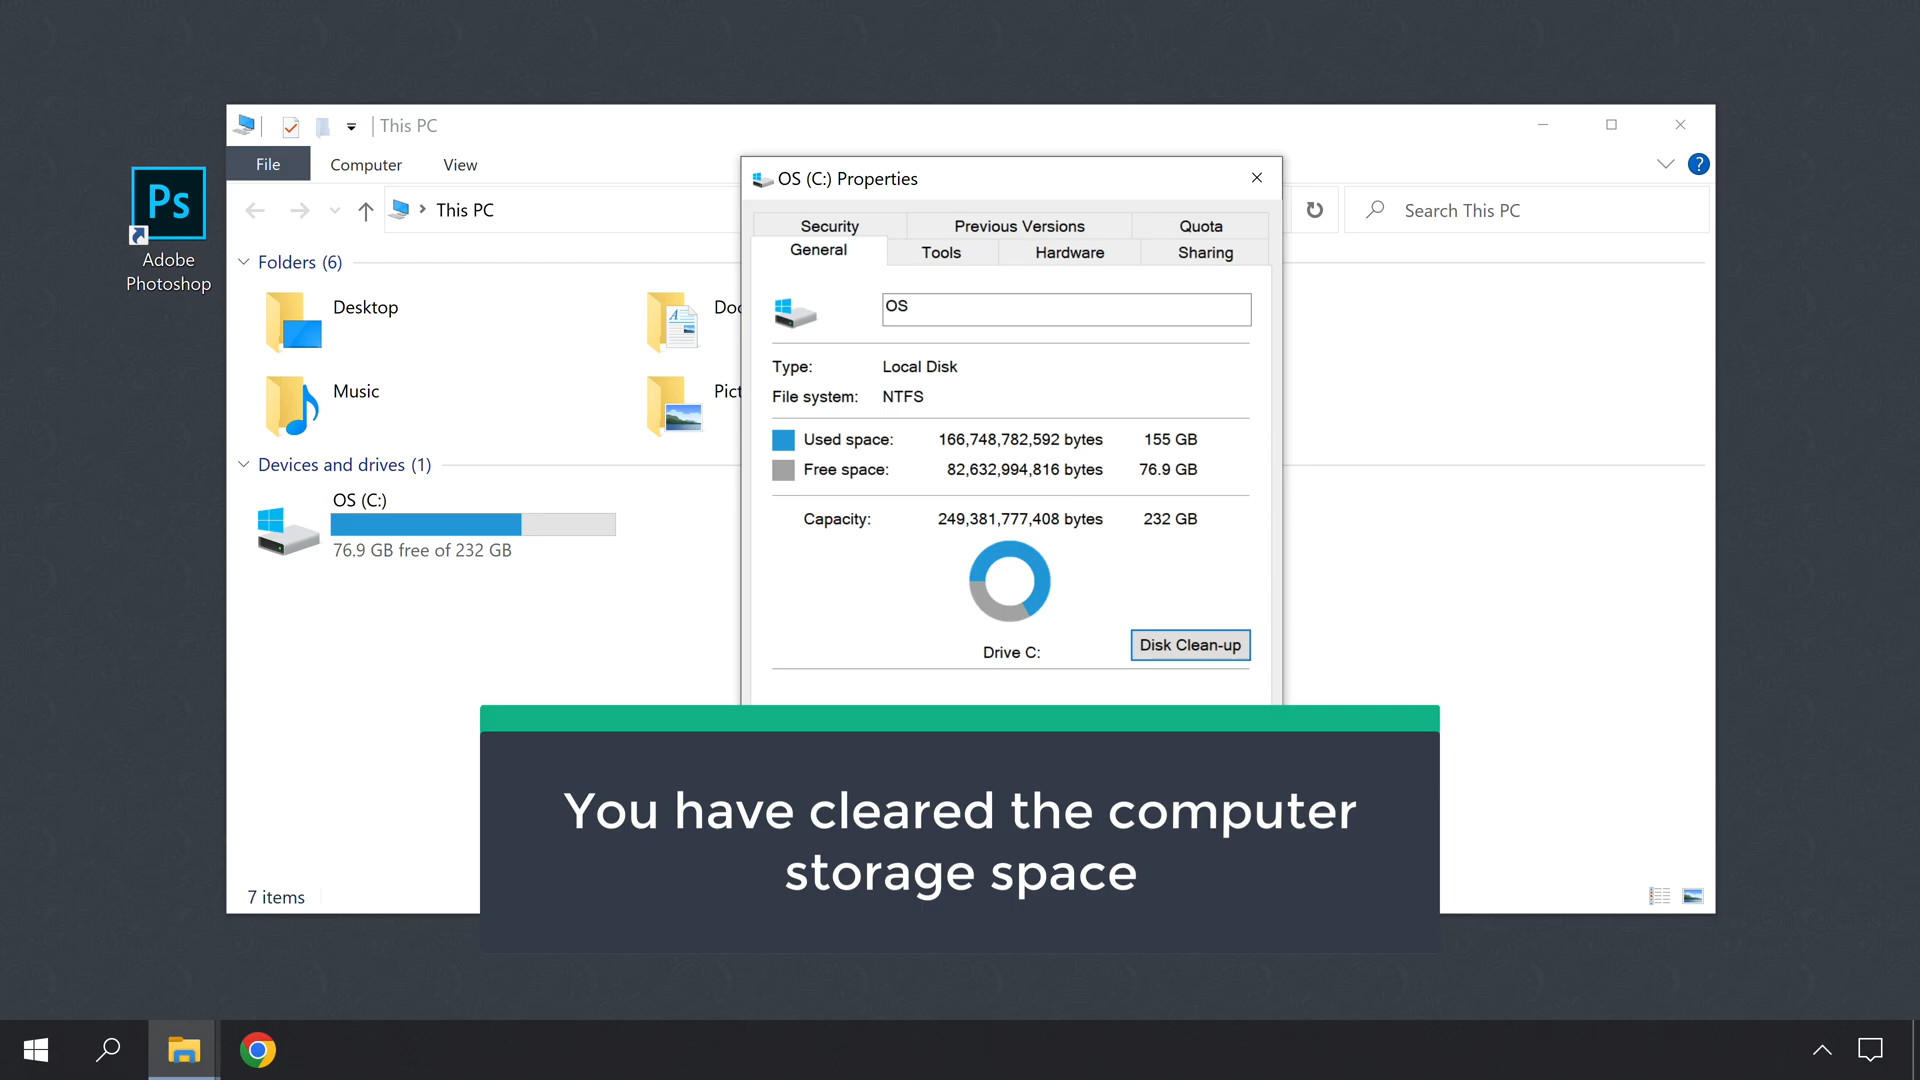 This PC
File Computer View
This PC
Search This PC
Ps
Adobe
Photoshop
Folders (6)
Desktop
Doc
Music
Pict
Devices and drives (1)
OS (C:)
76.9 GB free of 232 GB
7 items
OS (C:) Properties
Security Previous Versions Quota
General Tools Hardware Sharing
OS
Type: Local Disk
File system: NTFS
Used space: 166,748,782,592 bytes 155 GB
Free space: 82,632,994,816 bytes 76.9 GB
Capacity: 249,381,777,408 bytes 232 GB
Drive C: Disk Clean-up
You have cleared the computer
storage space